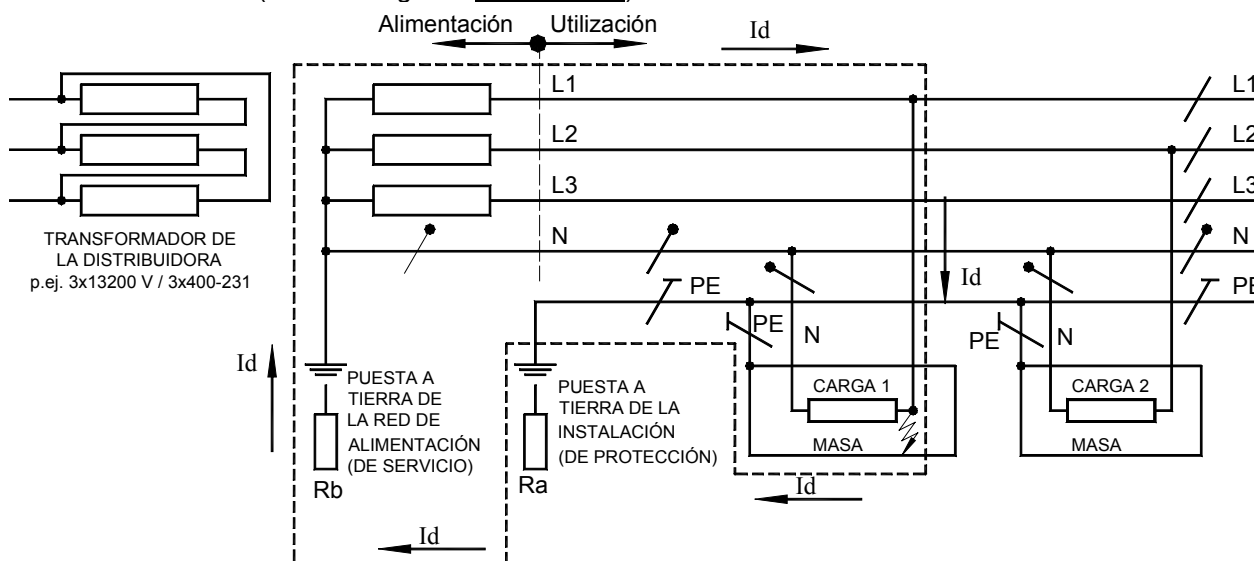 Alimentación
Utilización
Id
L1
L1
L2
L2
L3
L3
N
N
PE
PE
TRANSFORMADOR DE
LA DISTRIBUIDORA
p.ej. 3x13200 V / 3x400-231
Id
PE
N
PE
N
Id
PUESTA A
TIERRA DE
LA RED DE
ALIMENTACIÓN
(DE SERVICIO)
Rb
PUESTA A
TIERRA DE LA
INSTALACIÓN
(DE PROTECCIÓN)
Ra
CARGA 1
MASA
CARGA 2
MASA
Id
Id